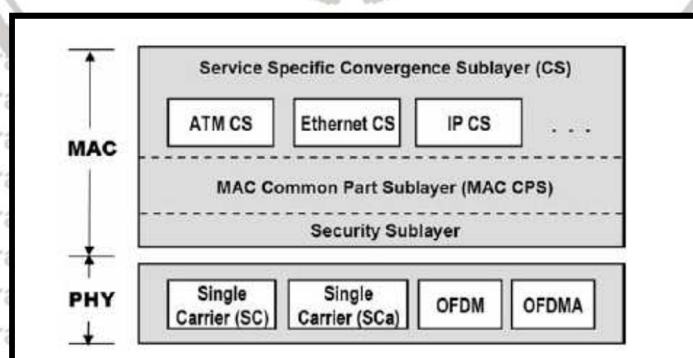 Service Specific Convergence Sublayer (CS)
ATM CS
Ethernet CS
IP CS
. . .
MAC
MAC Common Part Sublayer (MAC CPS)
Security Sublayer
PHY
Single
Carrier (SC)
Single
Carrier (SCa)
OFDM
OFDMA